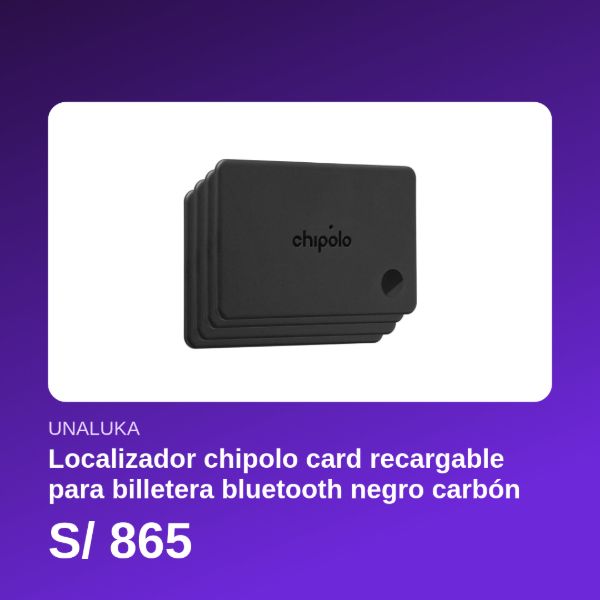 chipolo
UNALUKA
Localizador chipolo card recargable
para billetera bluetooth negro carbón
S/ 865